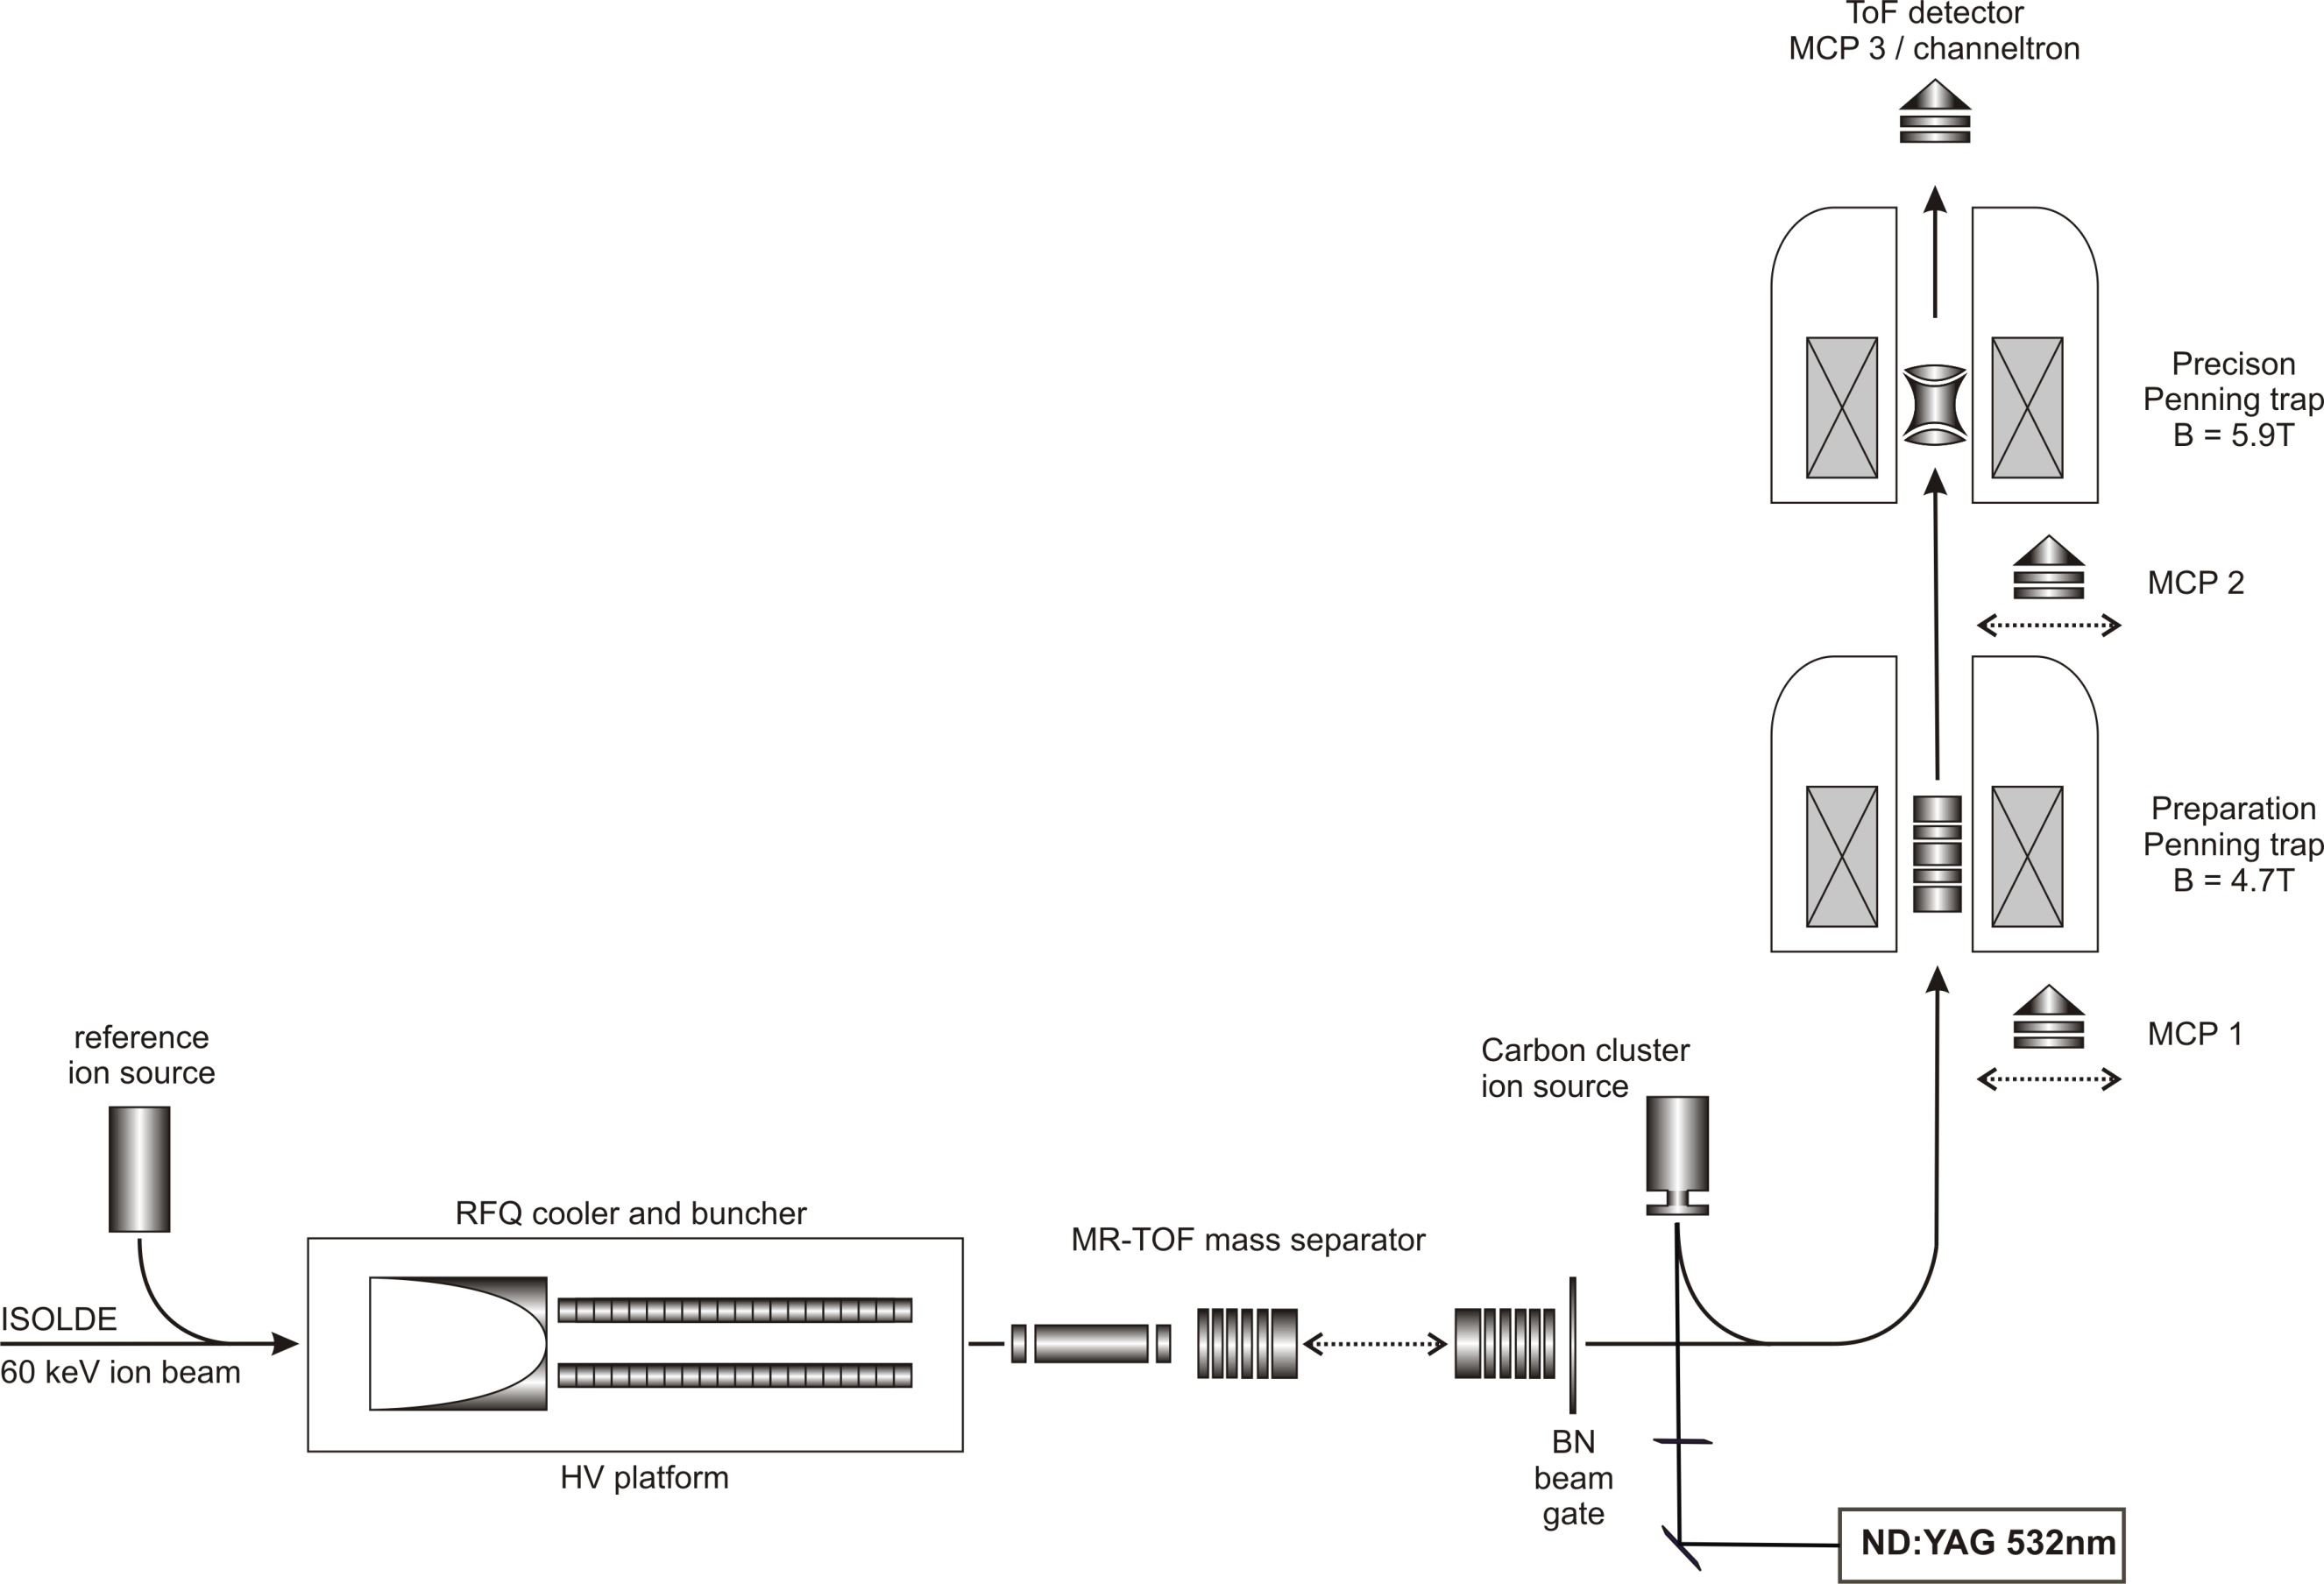 ToF detector
MCP 3 / channeltron
Precison
Penning trap
B = 5.9T
MCP 2
Preparation
Penning trap
B = 4.7T
MCP 1
reference
ion source
Carbon cluster
ion source
RFQ cooler and buncher
MR-TOF mass separator
ISOLDE
60 keV ion beam
HV platform
BN
beam
gate
ND:YAG 532nm